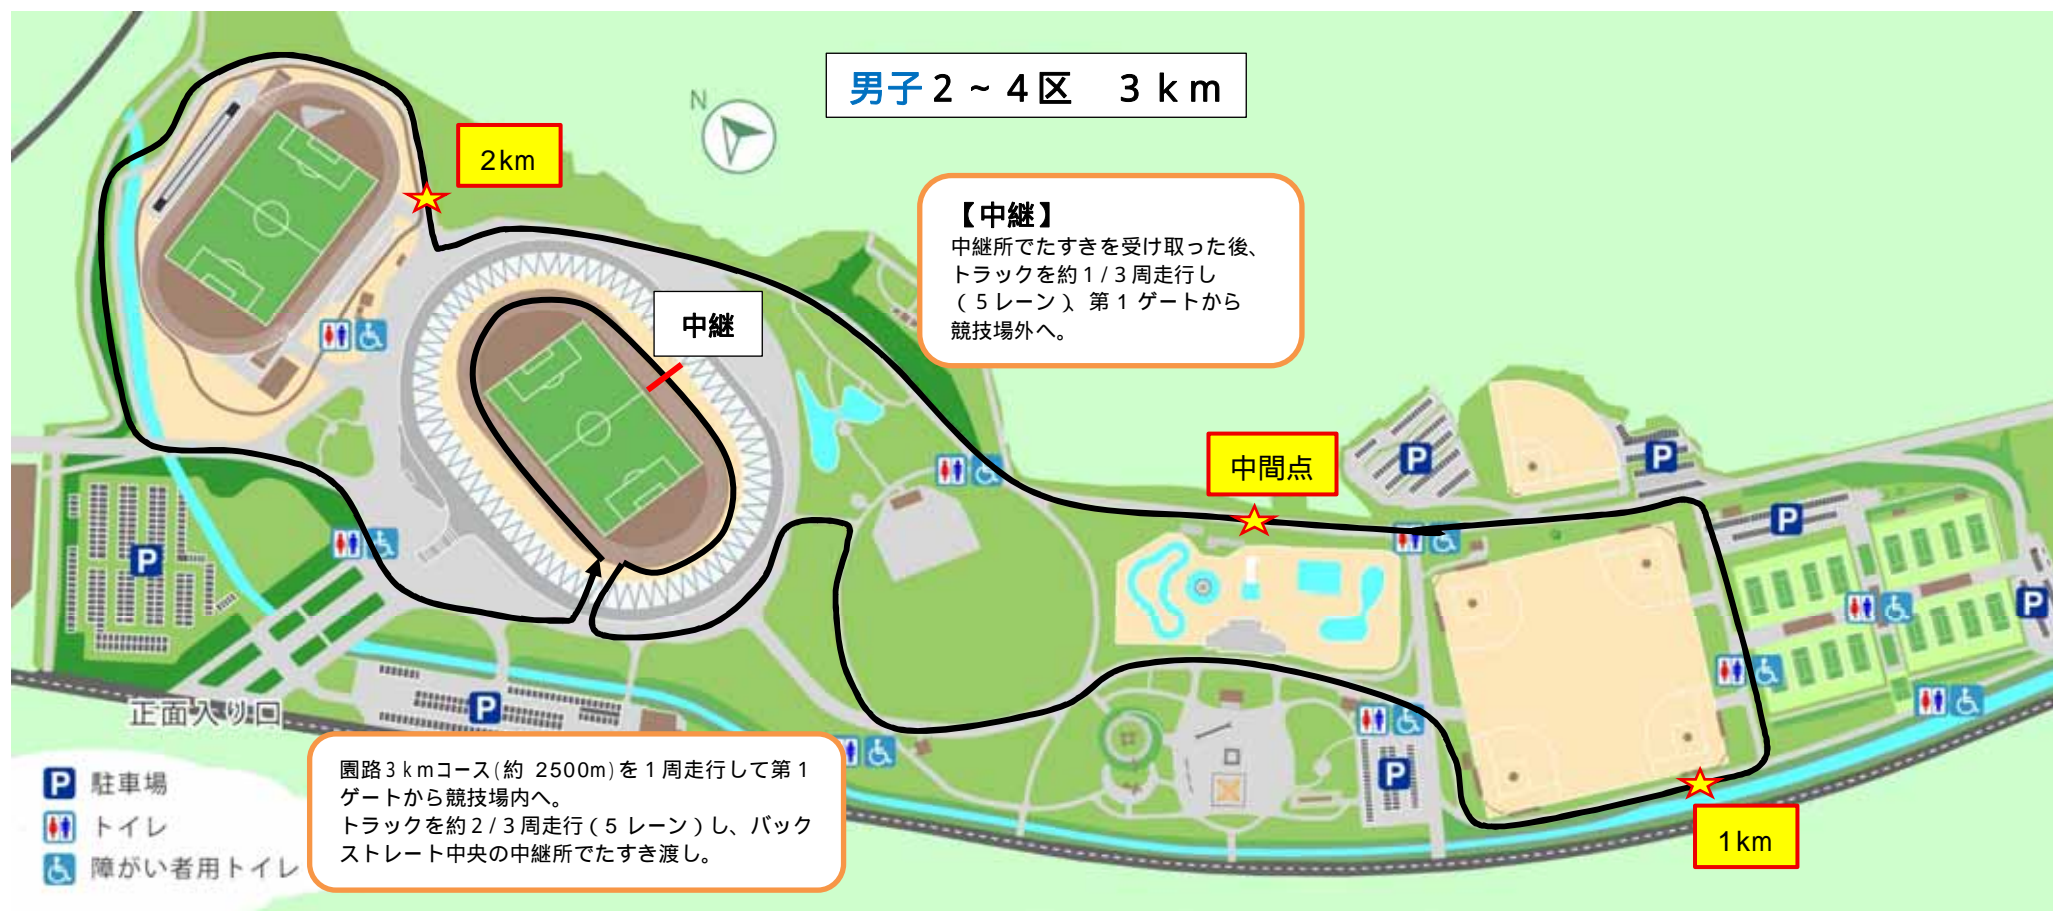 男子2~4区　3km
N
2km
【中継】
中継所でたすきを受け取った後、
トラックを約1/3周走行し
(5レーン)、第1ゲートから
競技場外へ。
中継
中間点
P
P
P
P
P
P
P
1km
正面入り口
P 駐車場
トイレ
障がい者用トイレ
園路3kmコース(約 2500m)を1周走行して第1
ゲートから競技場内へ。
トラックを約2/3周走行(5レーン)し、バック
ストレート中央の中継所でたすき渡し。